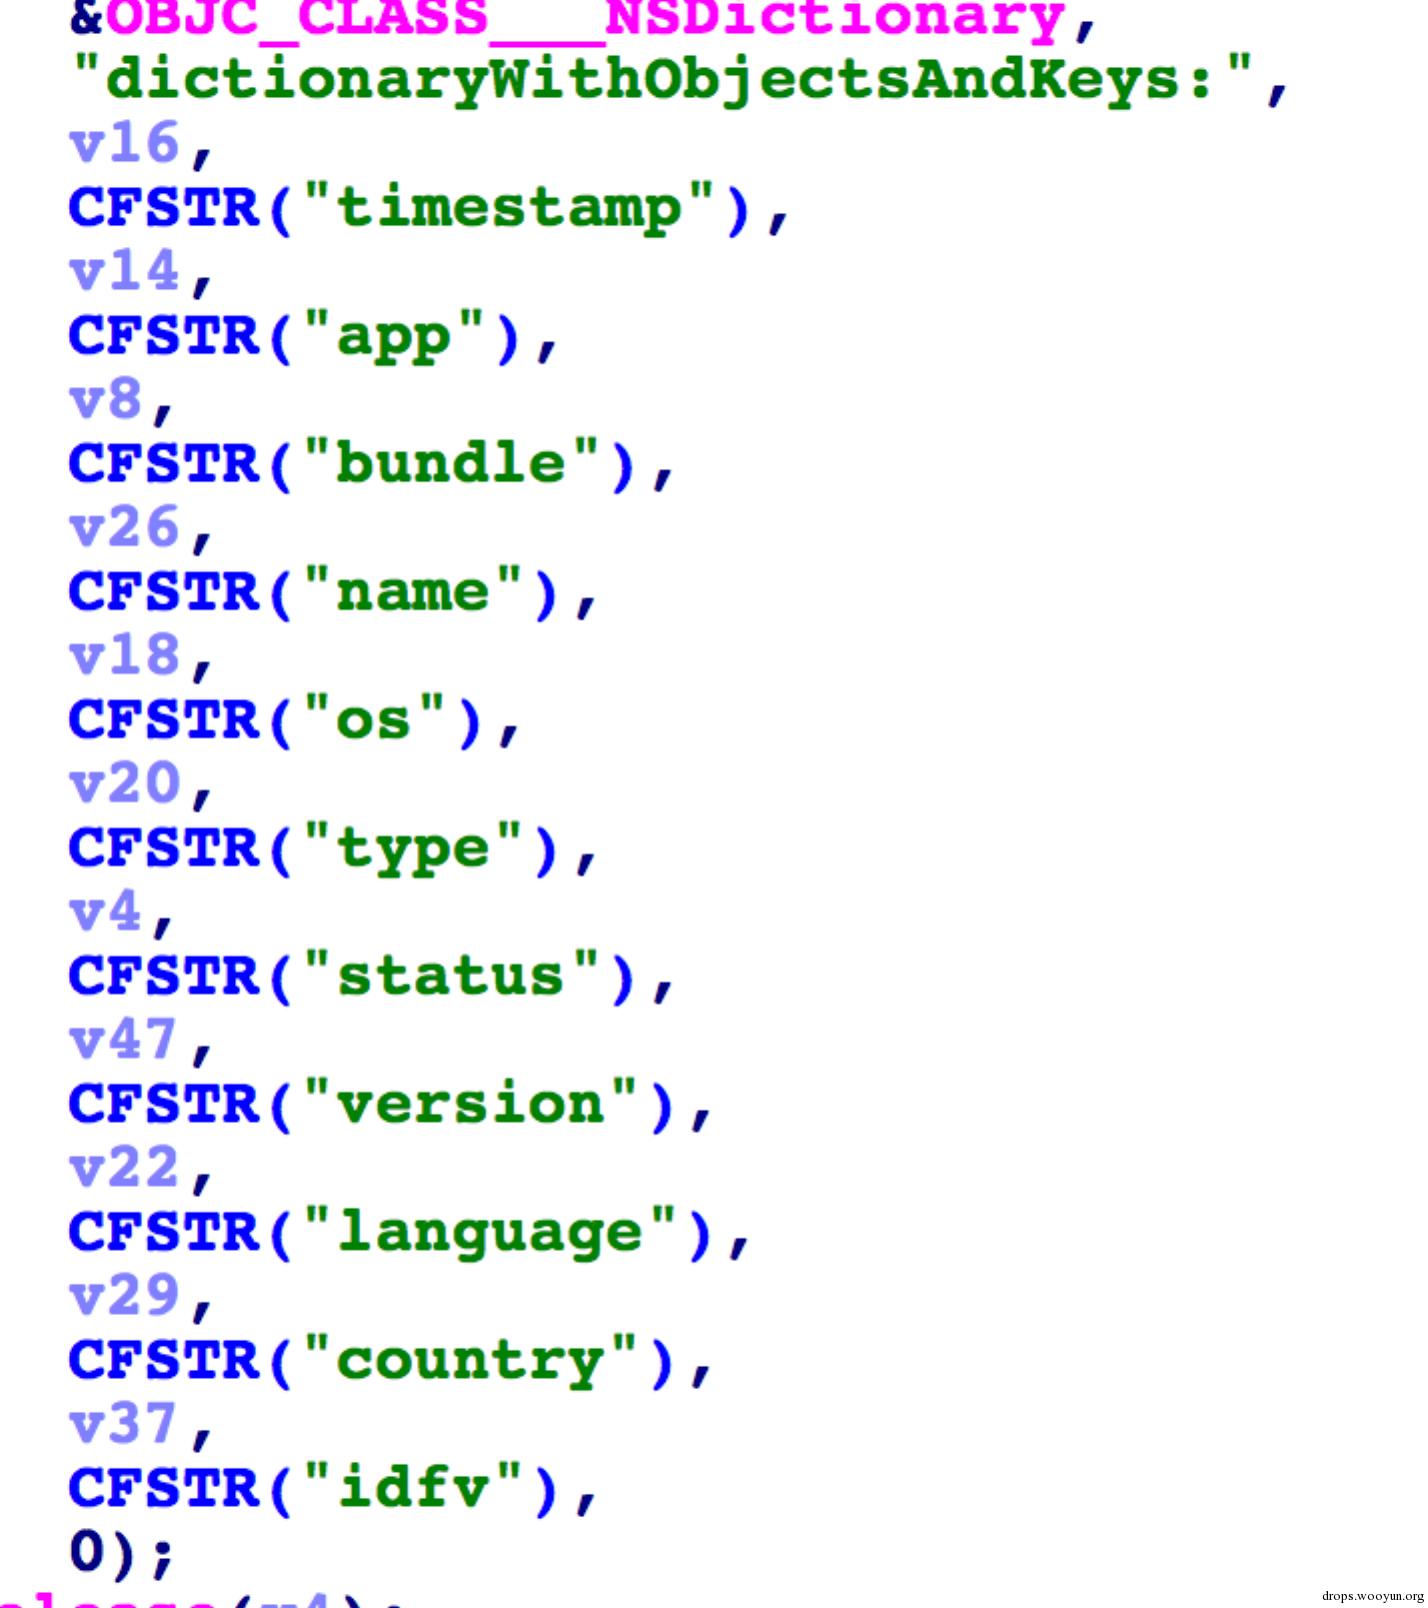 &OBJC_CLASS___NSDictionary,
"dictionaryWithObjectsAndKeys:",
v16,
CFSTR("timestamp"),
v14,
CFSTR("app"),
v8,
CFSTR("bundle"),
v26,
CFSTR("name"),
v18,
CFSTR("os"),
v20,
CFSTR("type"),
v4,
CFSTR("status"),
v47,
CFSTR("version"),
v22,
CFSTR("language"),
v29,
CFSTR("country"),
v37,
CFSTR("idfv"),
0);
drops.wooyun.org